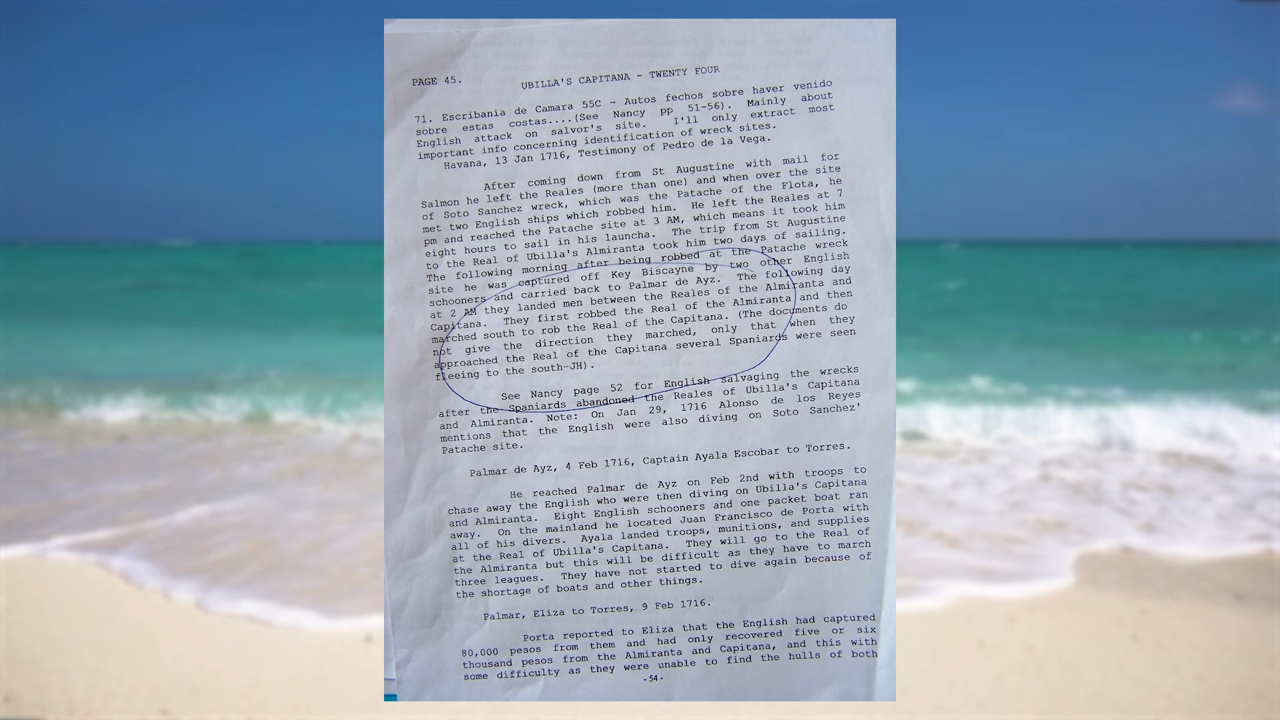 PAGE 45. UBILLA'S CAPITANA - TWENTY FOUR
71. Escribania de Camara 55C - Autos fechos sobre haver venido
sobre estas costas....(See Nancy pp 51-56). Mainly about
English attack on salvor's site. I'll only extract most
important info concerning identification of wreck sites.
Havana, 13 Jan 1716, Testimony of Pedro de la Vega.
After coming down from St Augustine with mail for
Salmon he left the Reales (more than one) and when over the site
of Soto Sanchez wreck, which was the Patache of the Flota, he
met two English ships which robbed him. He left the Reales at 7
pm and reached the Patache site at 3 AM, which means it took him
eight hours to sail in his launcha. The trip from St Augustine
to the Real of Ubilla's Almiranta took him two days of sailing.
The following morning after being robbed at the Patache wreck
site he was captured off Key Biscayne by two other English
schooners and carried back to Palmar de Ayz. The following day
at 2 AM they landed men between the Reales of the Almiranta and
Capitana. They first robbed the Real of the Almiranta and then
marched south to rob the Real of the Capitana. (The documents do
not give the direction they marched, only that when they
approached the Real of the Capitana several Spaniards were seen
fleeing to the south-JH).
See Nancy page 52 for English salvaging the wrecks
after the Spaniards abandoned the Reales of Ubilla's Capitana
and Almiranta. Note: On Jan 29, 1716 Alonso de los Reyes
mentions that the English were also diving on Soto Sanchez'
Patache site.
Palmar de Ayz, 4 Feb 1716, Captain Ayala Escobar to Torres.
He reached Palmar de Ayz on Feb 2nd with troops to
chase away the English who were then diving on Ubilla's Capitana
and Almiranta. Eight English schooners and one packet boat ran
away. On the mainland he located Juan Francisco de Porta with
all of his divers. Ayala landed troops, munitions, and supplies
at the Real of Ubilla's Capitana. They will go to the Real of
the Almiranta but this will be difficult as they have to march
three leagues. They have not started to dive again because of
the shortage of boats and other things.
Palmar, Eliza to Torres, 9 Feb 1716.
Porta reported to Eliza that the English had captured
80,000 pesos from them and had only recovered five or six
thousand pesos from the Almiranta and Capitana, and this with
some difficulty as they were unable to find the hulls of both
-54-